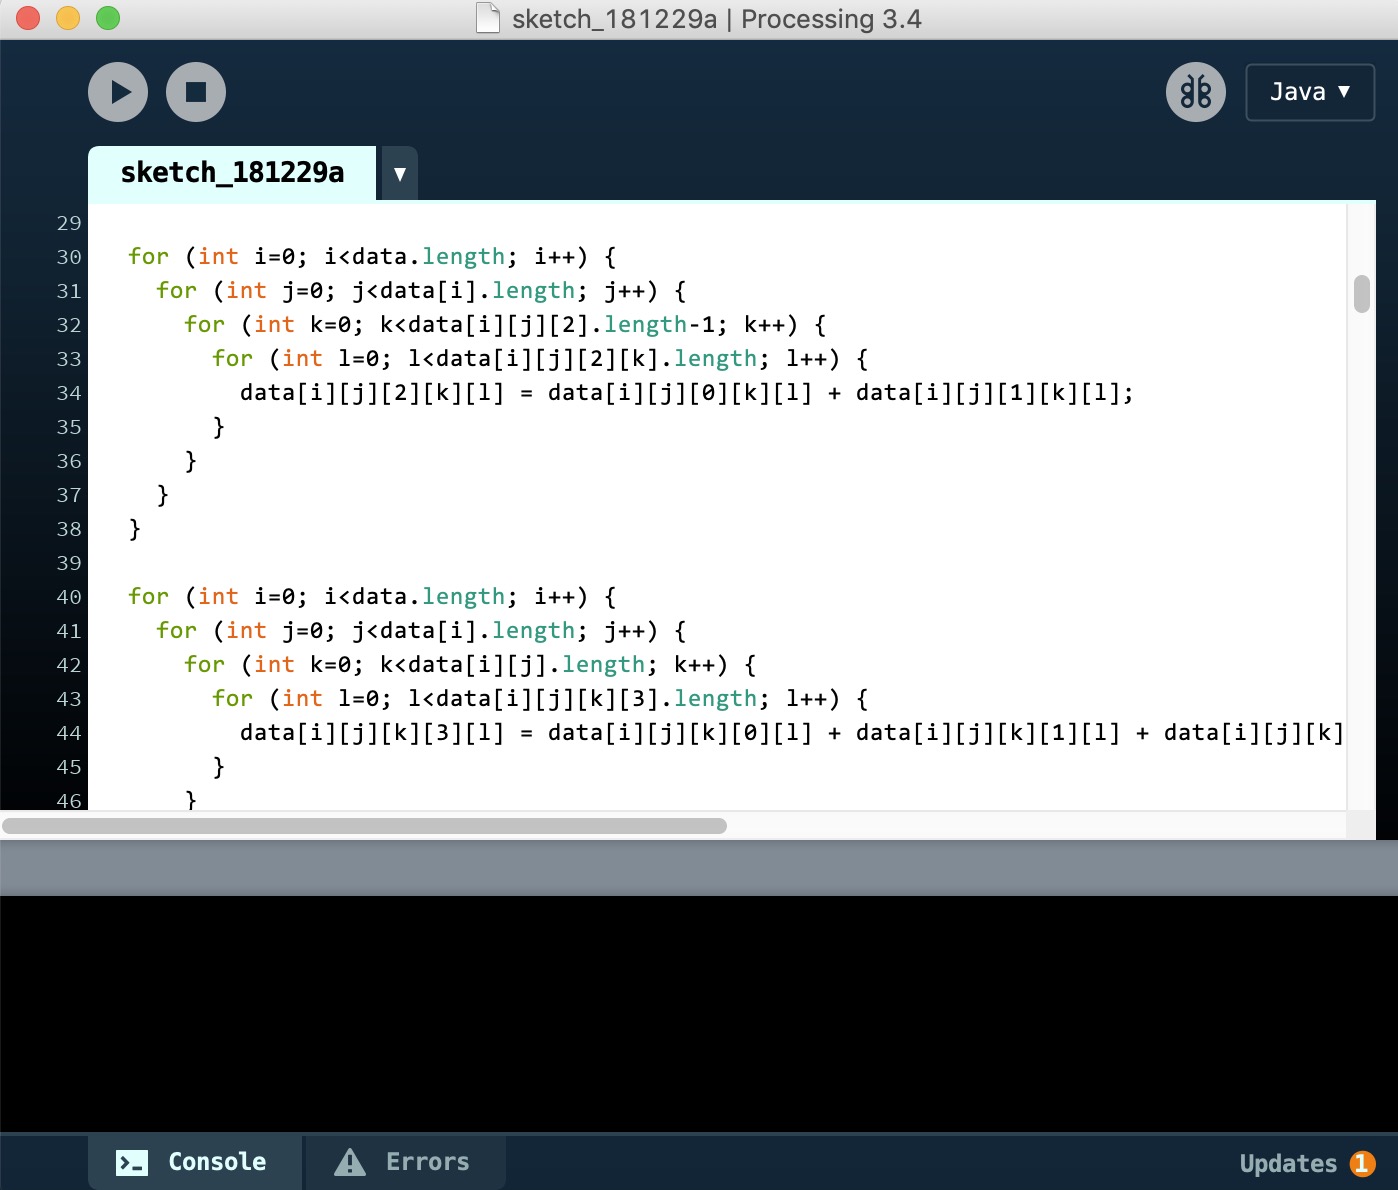 sketch_181229a | Processing 3.4
Java ▼
sketch_181229a ▼
29
30 for (int i=0; i<data.length; i++) {
31 for (int j=0; j<data[i].length; j++) {
32 for (int k=0; k<data[i][j][2].length-1; k++) {
33 for (int l=0; l<data[i][j][2][k].length; l++) {
34 data[i][j][2][k][l] = data[i][j][0][k][l] + data[i][j][1][k][l];
35 }
36 }
37 }
38 }
39
40 for (int i=0; i<data.length; i++) {
41 for (int j=0; j<data[i].length; j++) {
42 for (int k=0; k<data[i][j].length; k++) {
43 for (int l=0; l<data[i][j][k][3].length; l++) {
44 data[i][j][k][3][l] = data[i][j][k][0][l] + data[i][j][k][1][l] + data[i][j][k]
45 }
46 }
Console Errors Updates 1